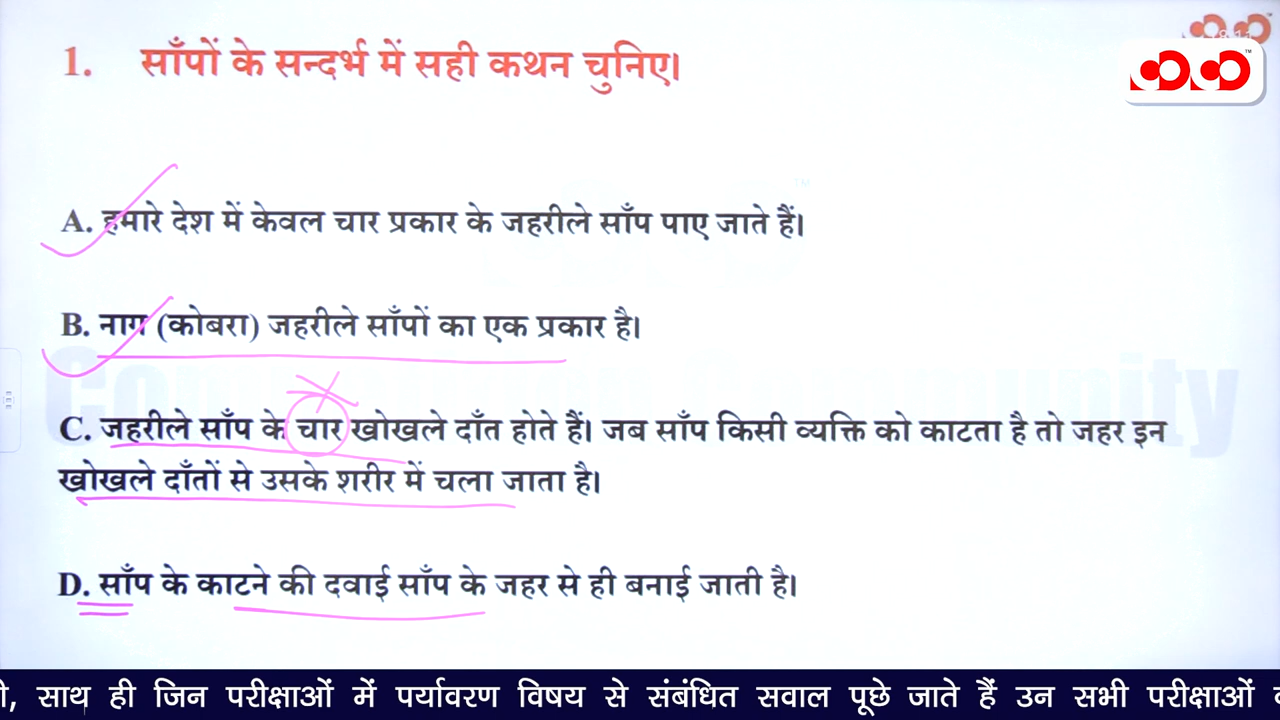 1. साँपों के सन्दर्भ में सही कथन चुनिए।
A. हमारे देश में केवल चार प्रकार के जहरीले साँप पाए जाते हैं।
B. नाग (कोबरा) जहरीले साँपों का एक प्रकार है।
C. जहरीले साँप के चार खोखले दाँत होते हैं। जब साँप किसी व्यक्ति को काटता है तो जहर इन
खोखले दाँतों से उसके शरीर में चला जाता है।
D. साँप के काटने की दवाई साँप के जहर से ही बनाई जाती है।
साथ ही जिन परीक्षाओं में पर्यावरण विषय से संबंधित सवाल पूछे जाते हैं उन सभी परीक्षाओं